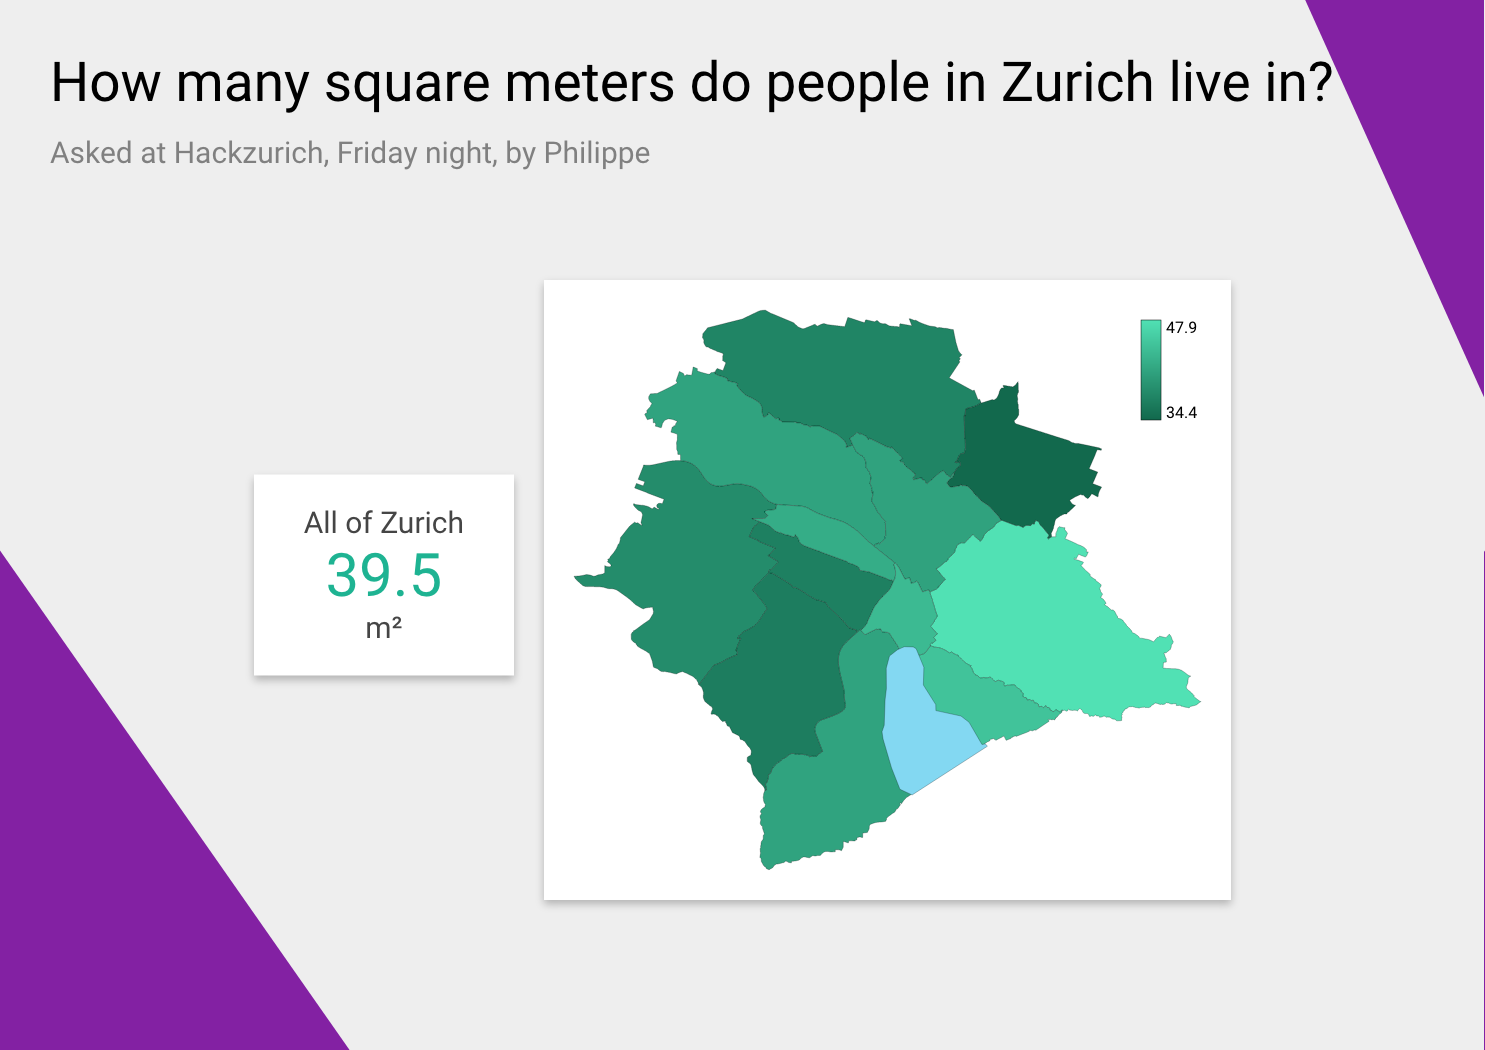 How many square meters do people in Zurich live in?
Asked at Hackzurich, Friday night, by Philippe
47.9
34.4
All of Zurich
39.5
m²